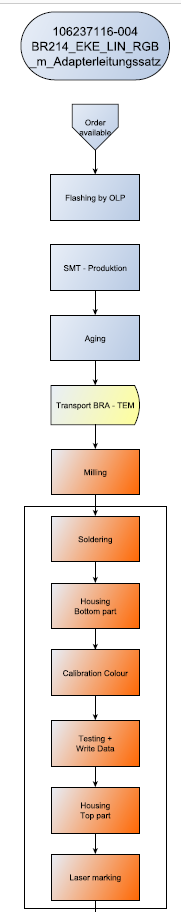 106237116-004
BR214_EKE_LIN_RGB
_m_Adapterleitungssatz
Order
available
Flashing by OLP
SMT - Produktion
Aging
Transport BRA - TEM
Milling
Soldering
Housing
Bottom part
Calibration Colour
Testing +
Write Data
Housing
Top part
Laser marking